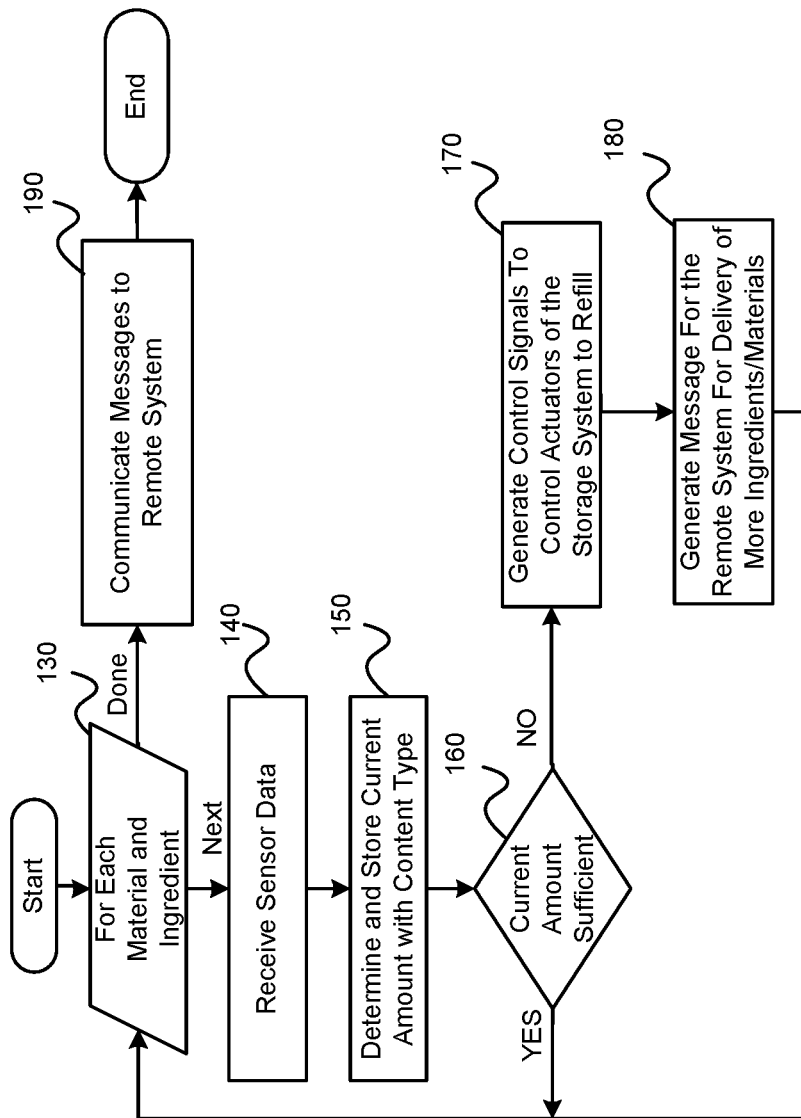 Start
For Each
Material and
Ingredient
130
Done
Communicate Messages to
Remote System
190
End
Next
Receive Sensor Data
140
Determine and Store Current
Amount with Content Type
150
Current
Amount
Sufficient
160
YES
NO
Generate Control Signals To
Control Actuators of the
Storage System to Refill
170
Generate Message For the
Remote System For Delivery of
More Ingredients/Materials
180